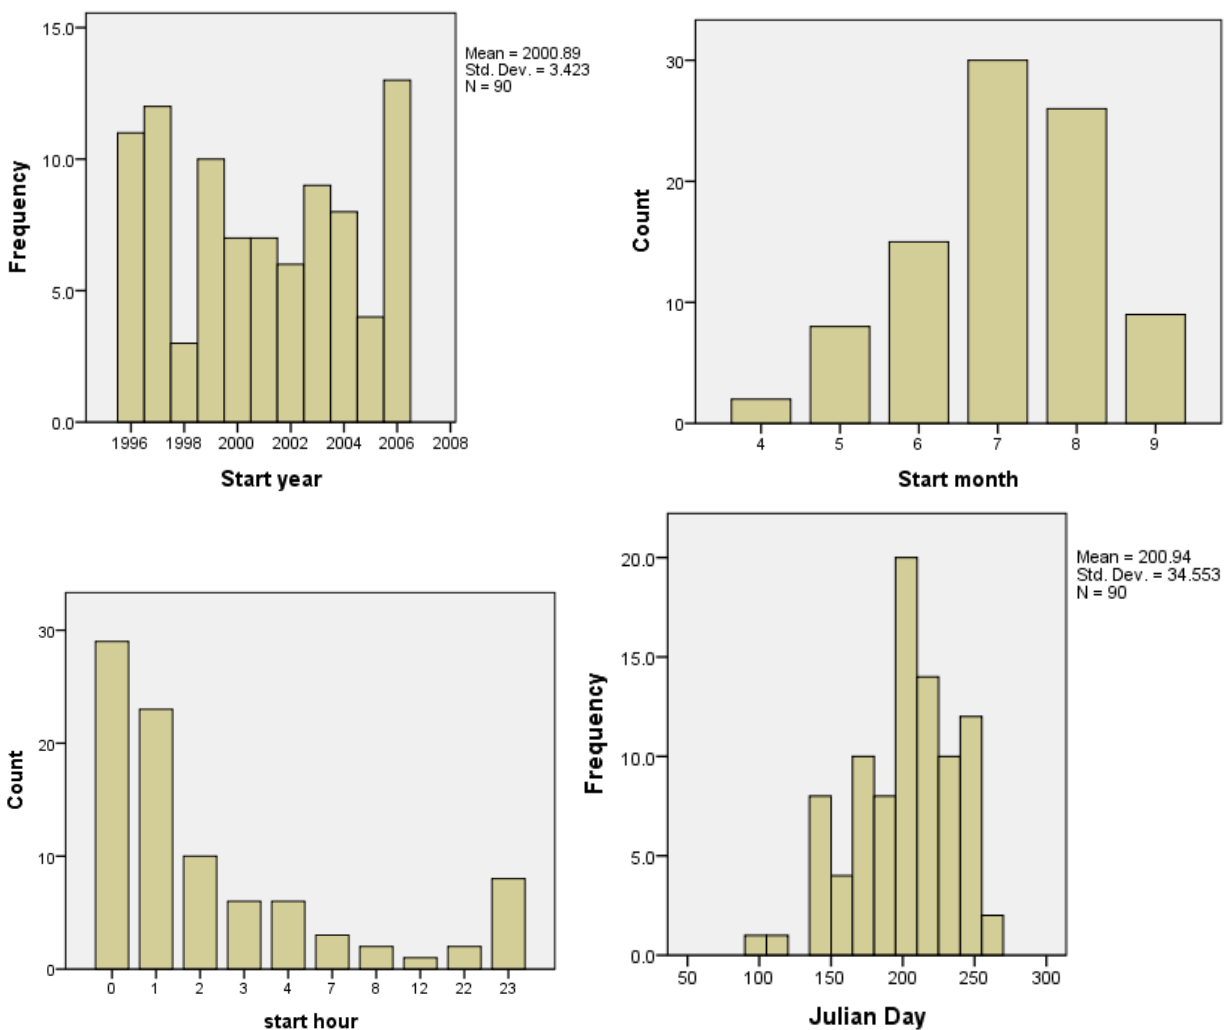 15.0
10.0
5.0
0.0
Frequency
1996 1998 2000 2002 2004 2006 2008
Start year
Mean = 2000.89
Std. Dev. = 3.423
N = 90
30
20
10
0
Count
4 5 6 7 8 9
Start month
30
20
10
0
Count
0 1 2 3 4 7 8 12 22 23
start hour
20.0
15.0
10.0
5.0
0.0
Frequency
50 100 150 200 250 300
Julian Day
Mean = 200.94
Std. Dev. = 34.553
N = 90